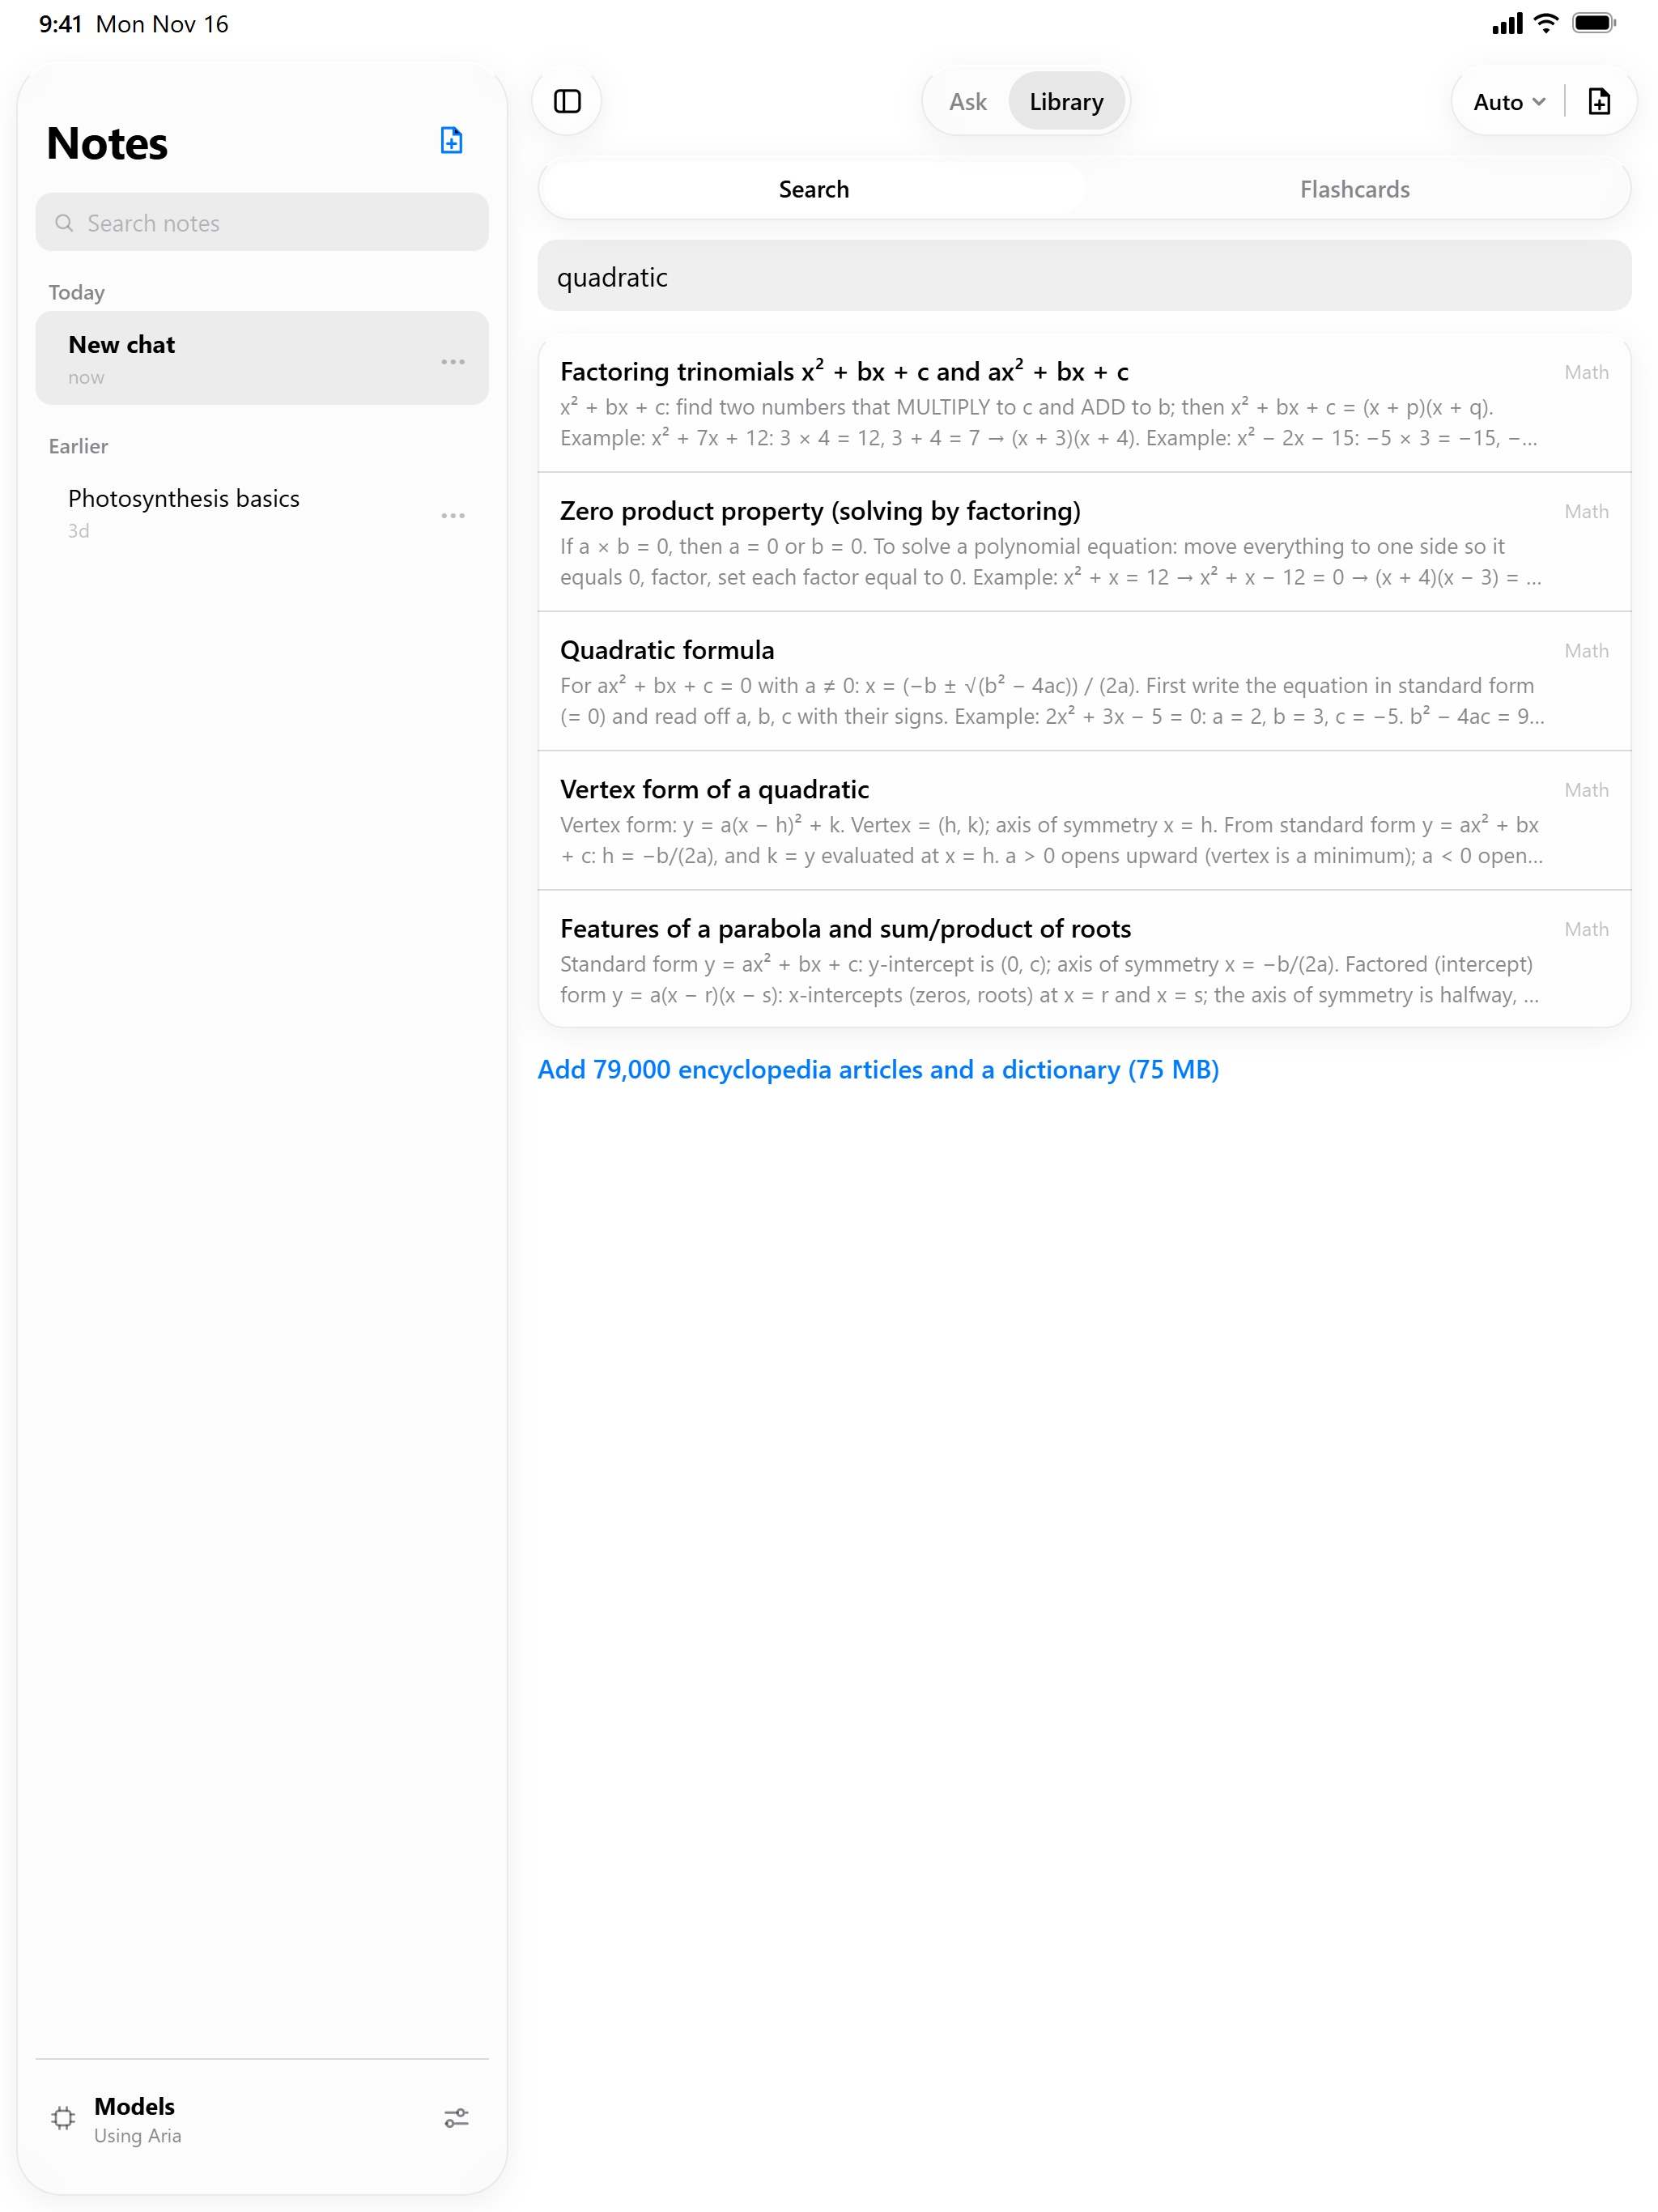 9:41 Mon Nov 16
Notes
Search notes
Today
New chat
now
Earlier
Photosynthesis basics
3d
Models
Using Aria
Ask
Library
Auto
Search
Flashcards
quadratic
Factoring trinomials x² + bx + c and ax² + bx + c
Math
x² + bx + c: find two numbers that MULTIPLY to c and ADD to b; then x² + bx + c = (x + p)(x + q).
Example: x² + 7x + 12: 3 × 4 = 12, 3 + 4 = 7 → (x + 3)(x + 4). Example: x² − 2x − 15: −5 × 3 = −15, −...
Zero product property (solving by factoring)
Math
If a × b = 0, then a = 0 or b = 0. To solve a polynomial equation: move everything to one side so it
equals 0, factor, set each factor equal to 0. Example: x² + x = 12 → x² + x − 12 = 0 → (x + 4)(x − 3) = ...
Quadratic formula
Math
For ax² + bx + c = 0 with a ≠ 0: x = (−b ± √(b² − 4ac)) / (2a). First write the equation in standard form
(= 0) and read off a, b, c with their signs. Example: 2x² + 3x − 5 = 0: a = 2, b = 3, c = −5. b² − 4ac = 9...
Vertex form of a quadratic
Math
Vertex form: y = a(x − h)² + k. Vertex = (h, k); axis of symmetry x = h. From standard form y = ax² + bx
+ c: h = −b/(2a), and k = y evaluated at x = h. a > 0 opens upward (vertex is a minimum); a < 0 open...
Features of a parabola and sum/product of roots
Math
Standard form y = ax² + bx + c: y-intercept is (0, c); axis of symmetry x = −b/(2a). Factored (intercept)
form y = a(x − r)(x − s): x-intercepts (zeros, roots) at x = r and x = s; the axis of symmetry is halfway, ...
Add 79,000 encyclopedia articles and a dictionary (75 MB)